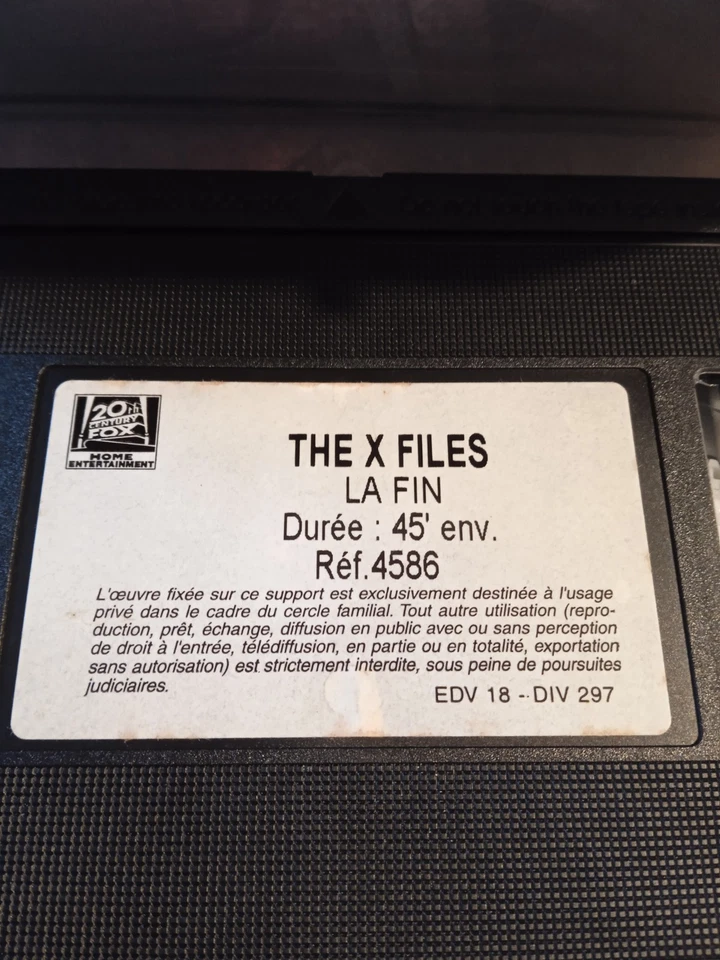 20th
CENTURY
FOX
HOME
ENTERTAINMENT
THE X FILES
LA FIN
Durée : 45' env.
Réf.4586
L'œuvre fixée sur ce support est exclusivement destinée à l'usage
privé dans le cadre du cercle familial. Tout autre utilisation (repro-
duction, prêt, échange, diffusion en public avec ou sans perception
de droit à l'entrée, télédiffusion, en partie ou en totalité, exportation
sans autorisation) est strictement interdite, sous peine de poursuites
judiciaires.
EDV 18 - DIV 297